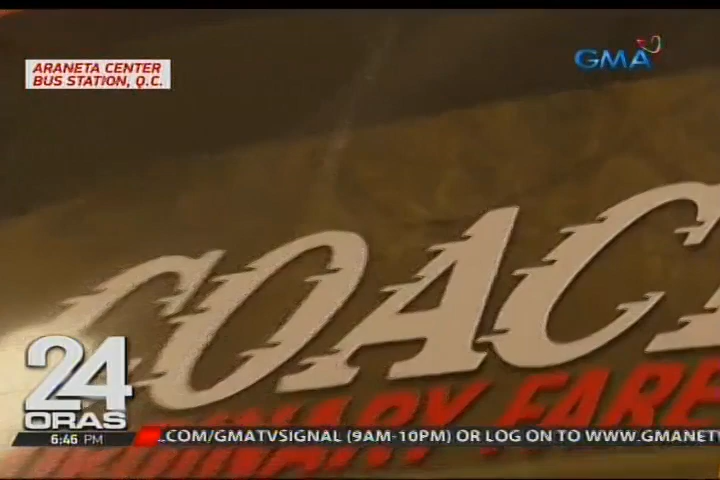 ARANETA CENTER
BUS STATION, Q.C.
GMA
COAC
ORDINARY FARE
24
ORAS
6:46 PM
.COM/GMATVSIGNAL (9AM-10PM) OR LOG ON TO WWW.GMANET